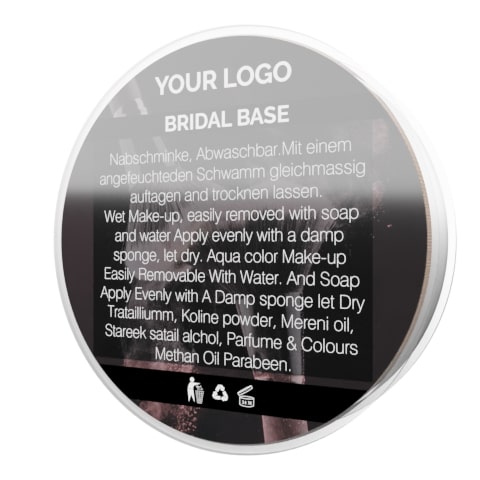 YOUR LOGO
BRIDAL BASE
Nabschminke, Abwaschbar.Mit einem
angefeuchteden Schwamm gleichmassig
auftagen and trocknen lassen.
Wet Make-up, easily removed with soap
and water Apply evenly with a damp
sponge, let dry. Aqua color Make-up
Easily Removable With Water. And Soap
Apply Evenly with A Damp sponge let Dry
Tratailliumm, Koline powder, Mereni oil,
Stareek satail alchol, Parfume & Colours
Methan Oil Parabeen.